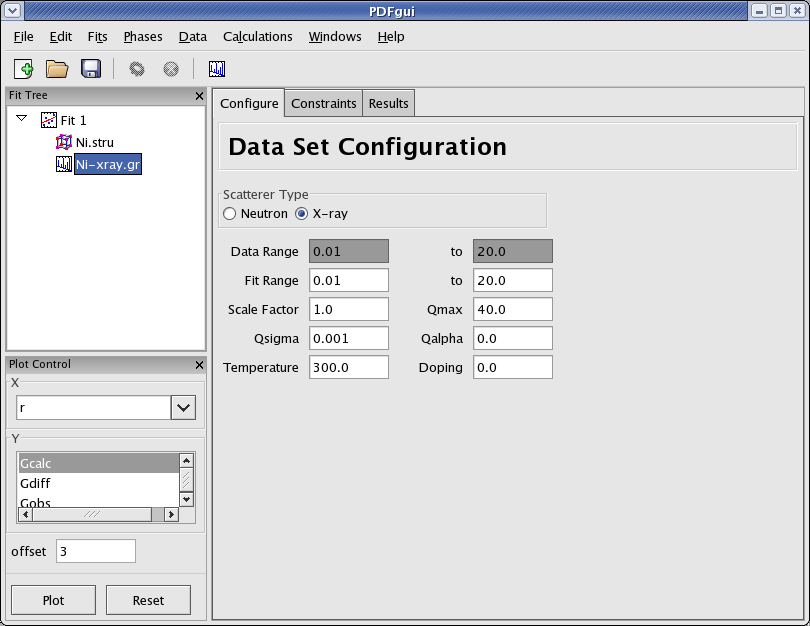 PDFgui
File Edit Fits Phases Data Calculations Windows Help
Fit Tree
Fit 1
Ni.stru
Ni-xray.gr
Plot Control
X
r
Y
Gcalc
Gdiff
Gobs
offset 3
Plot Reset
Configure Constraints Results
Data Set Configuration
Scatterer Type
Neutron X-ray
Data Range 0.01 to 20.0
Fit Range 0.01 to 20.0
Scale Factor 1.0 Qmax 40.0
Qsigma 0.001 Qalpha 0.0
Temperature 300.0 Doping 0.0